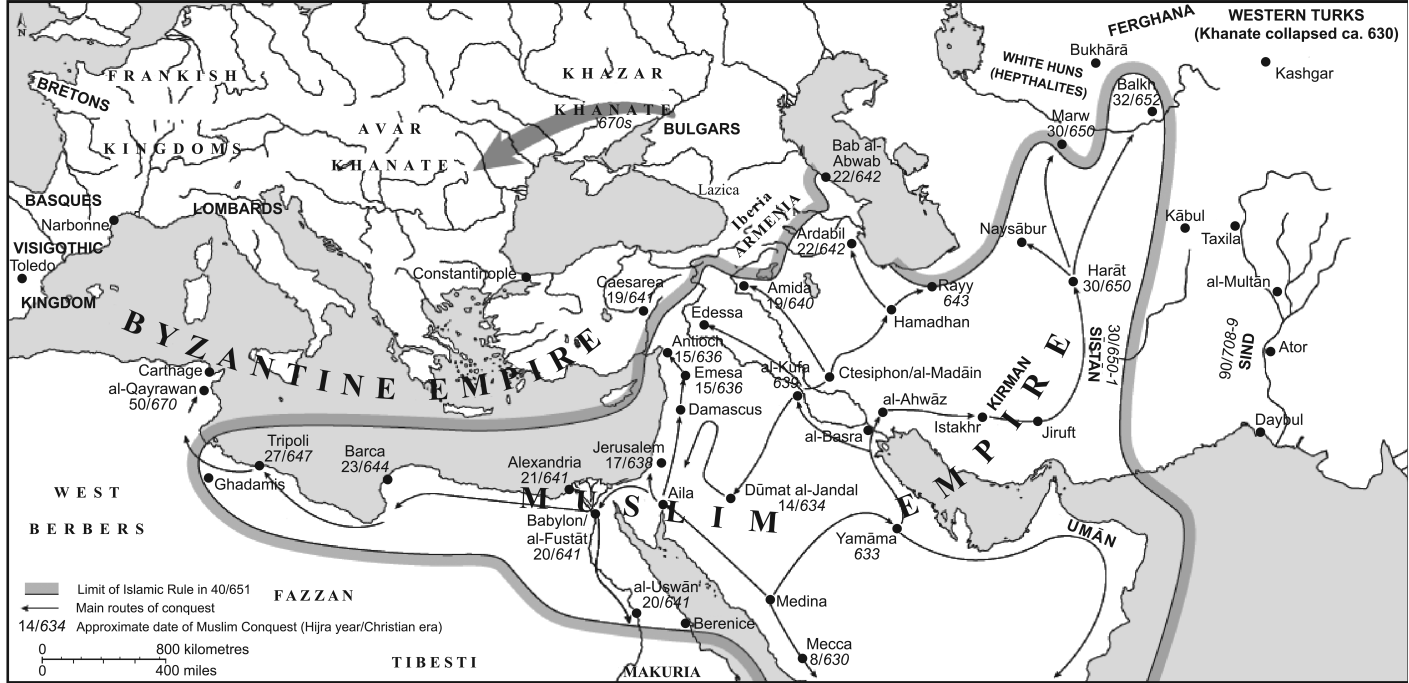 N
FRANKISH
KINGDOMS
BRETONS
BASQUES
Narbonne
VISIGOTHIC
Toledo
KINGDOM
LOMBARDS
AVAR
KHANATE
KHAZAR
KHANATE
670s
BULGARS
Lazica
Iberia
ARMENIA
Bab al-
Abwab
22/642
Ardabīl
22/642
WHITE HUNS
(HEPTHALITES)
Bukhārā
FERGHANA
WESTERN TURKS
(Khanate collapsed ca. 630)
Kashgar
Balkh
32/652
Marw
30/650
Naysābur
Harāt
30/650
Kābul
Taxila
al-Multān
90/708-9
SIND
Ator
Daybul
Constantinople
Caesarea
19/641
Amida
19/640
Edessa
Rayy
643
Hamadhan
Antioch
15/636
Emesa
15/636
al-Kufa
639
Ctesiphon/al-Madāin
Damascus
al-Basra
al-Ahwāz
Istakhr
KIRMAN
Jiruft
SISTĀN
30/650-1
BYZANTINE EMPIRE
Carthage
al-Qayrawan
50/670
Tripoli
27/647
Ghadamis
Barca
23/644
Alexandria
21/641
Jerusalem
17/638
Aila
Dūmat al-Jandal
14/634
MUSLIM EMPIRE
Babylon/
al-Fustāt
20/641
Yamāma
633
UMĀN
WEST
BERBERS
al-Uswān
20/641
Berenice
Medina
Mecca
8/630
FAZZAN
TIBESTI
MAKURIA
Limit of Islamic Rule in 40/651
Main routes of conquest
14/634 Approximate date of Muslim Conquest (Hijra year/Christian era)
0 800 kilometres
0 400 miles